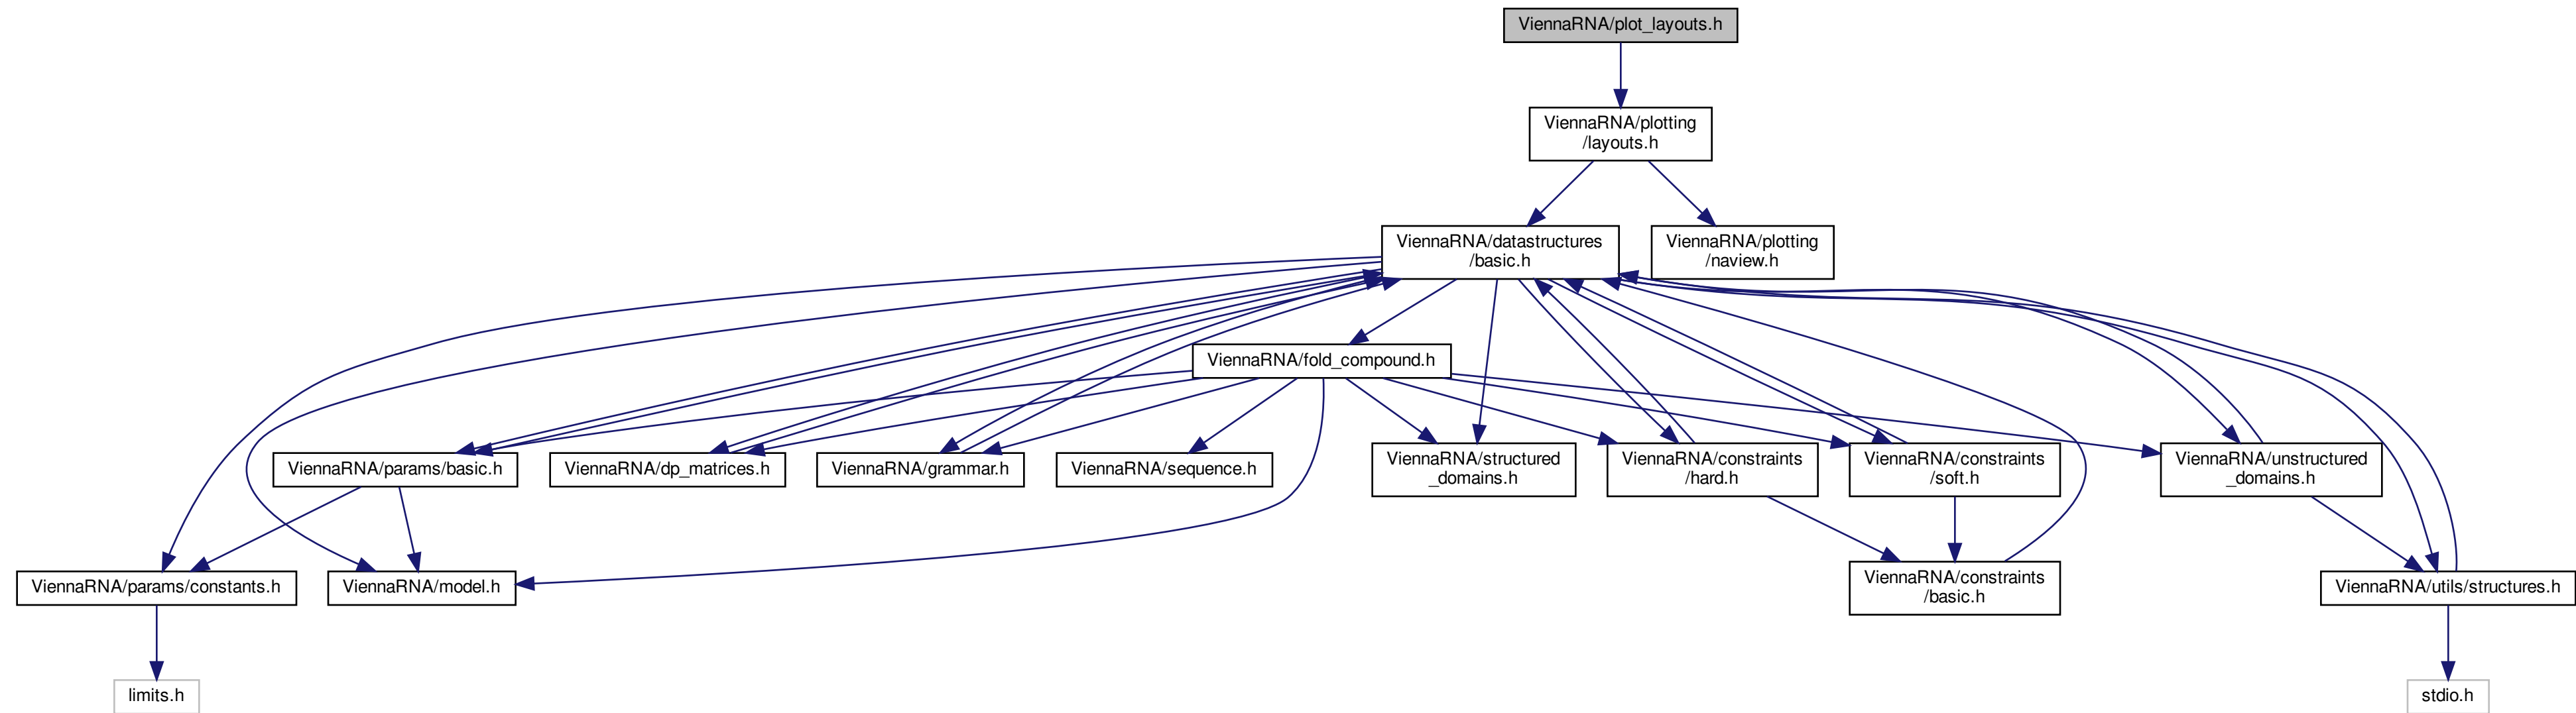 ViennaRNA/plot_layouts.h
ViennaRNA/plotting
/layouts.h
ViennaRNA/datastructures
/basic.h
ViennaRNA/plotting
/naview.h
ViennaRNA/fold_compound.h
ViennaRNA/params/basic.h
ViennaRNA/dp_matrices.h
ViennaRNA/grammar.h
ViennaRNA/sequence.h
ViennaRNA/structured
_domains.h
ViennaRNA/constraints
/hard.h
ViennaRNA/constraints
/soft.h
ViennaRNA/unstructured
_domains.h
ViennaRNA/params/constants.h
ViennaRNA/model.h
ViennaRNA/constraints
/basic.h
ViennaRNA/utils/structures.h
limits.h
stdio.h